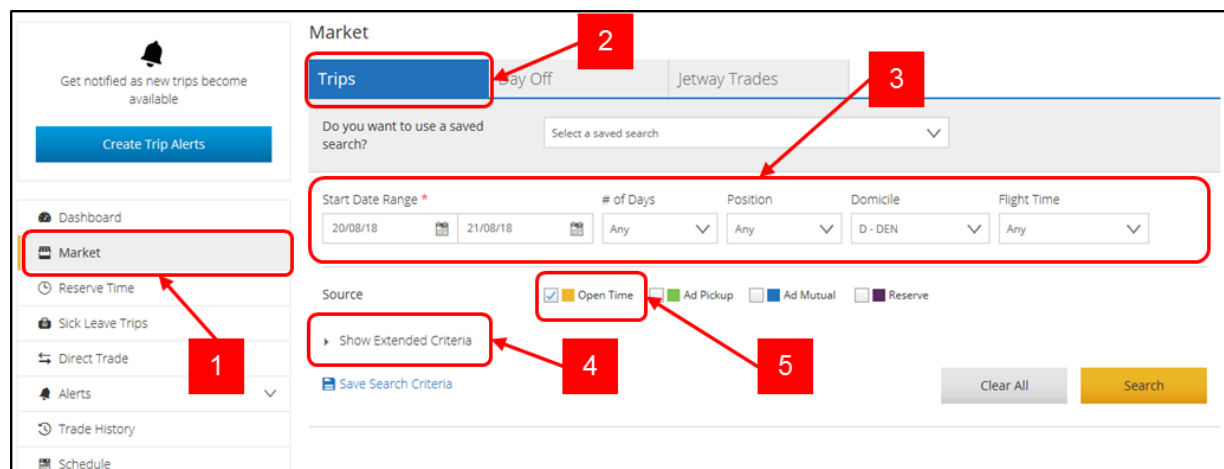 Get notified as new trips become
available
Create Trip Alerts
Dashboard
Market
Reserve Time
Sick Leave Trips
Direct Trade
Alerts
Trade History
Schedule
1
Market
2
Trips
Day Off
Jetway Trades
3
Do you want to use a saved
search?
Select a saved search
Start Date Range *
# of Days
Position
Domicile
Flight Time
20/08/18
21/08/18
Any
Any
D - DEN
Any
Source
Open Time
Ad Pickup
Ad Mutual
Reserve
Show Extended Criteria
4
5
Save Search Criteria
Clear All
Search